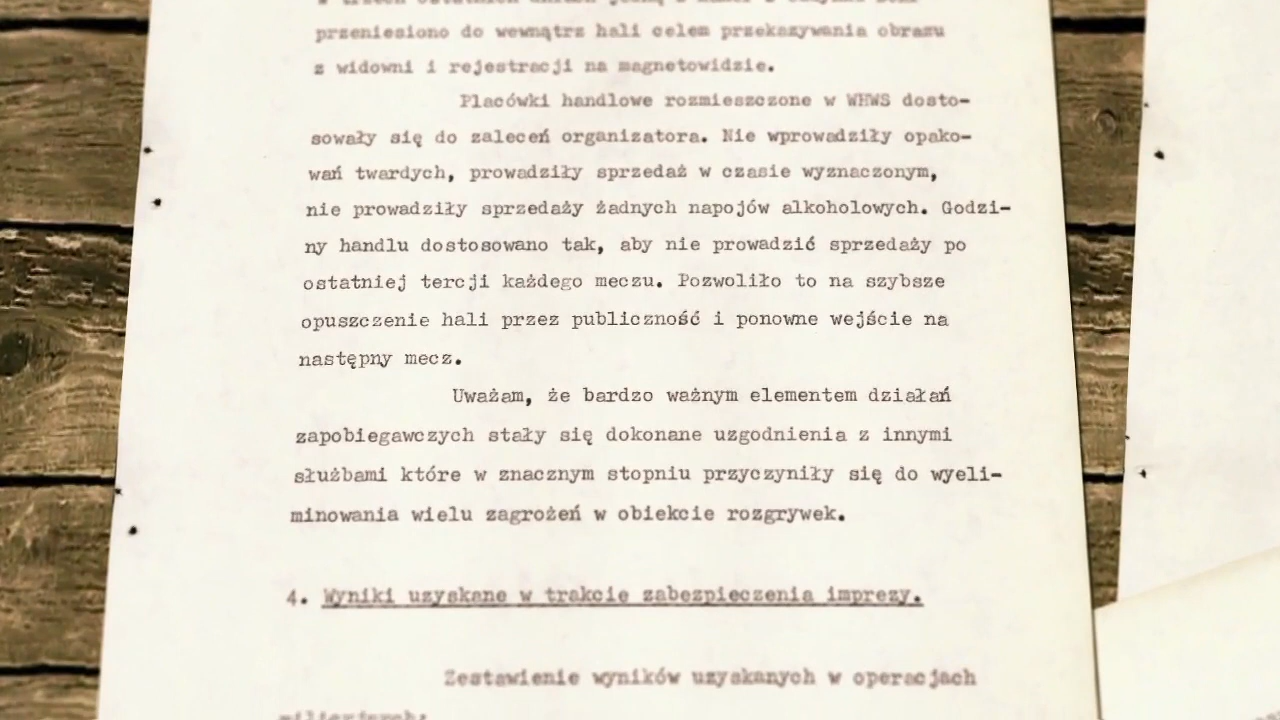 przeniesiono do wewnątrz hali celem przekazywania obrazu
z widowni i rejestracji na magnetowidzie.
Placówki handlowe rozmieszczone w WHWS dosto-
sowały się do zaleceń organizatora. Nie wprowadziły opako-
wań twardych, prowadziły sprzedaż w czasie wyznaczonym,
nie prowadziły sprzedaży żadnych napojów alkoholowych. Godzi-
ny handlu dostosowano tak, aby nie prowadzić sprzedaży po
ostatniej tercji każdego meczu. Pozwoliło to na szybsze
opuszczenie hali przez publiczność i ponowne wejście na
następny mecz.
Uważam, że bardzo ważnym elementem działań
zapobiegawczych stały się dokonane uzgodnienia z innymi
służbami które w znacznym stopniu przyczyniły się do wyeli-
minowania wielu zagrożeń w obiekcie rozgrywek.
4. Wyniki uzyskane w trakcie zabezpieczenia imprezy.
Zestawienie wyników uzyskanych w operacjach